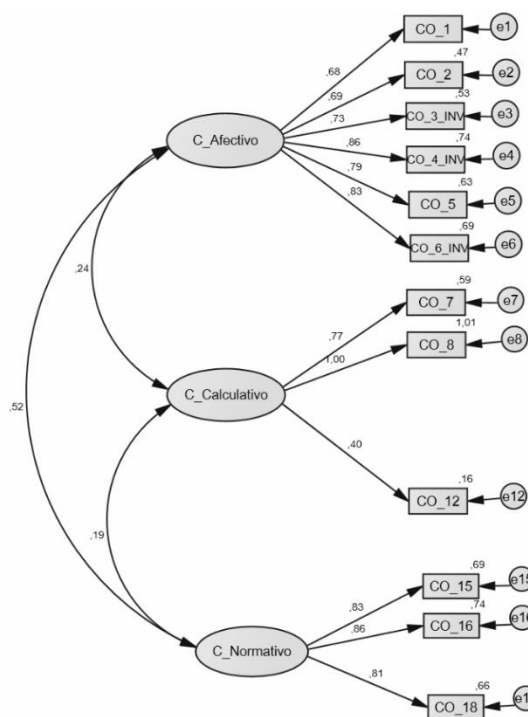 CO_1
e1
,68
,47
CO_2
e2
,69
,53
CO_3_INV
e3
,73
,74
C_Afectivo
,86
CO_4_INV
e4
,79
,63
CO_5
e5
,83
,69
CO_6_INV
e6
,24
,59
CO_7
e7
,77
1,01
CO_8
e8
1,00
C_Calculativo
,52
,40
,16
CO_12
e12
,19
,69
CO_15
e15
,83
,74
CO_16
,86
C_Normativo
,81
,66
CO_18